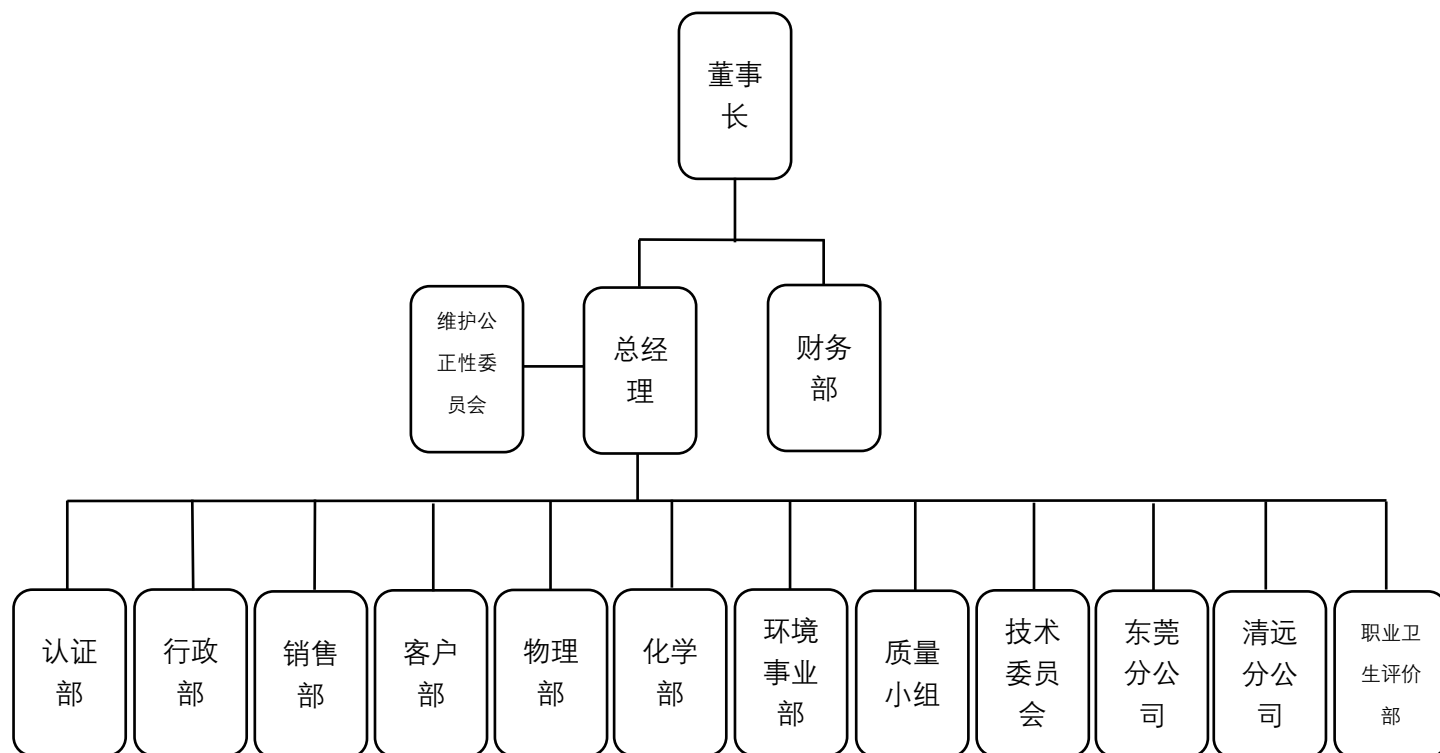 董事
长
维护公
正性委
员会
总经
理
财务
部
认证
部
行政
部
销售
部
客户
部
物理
部
化学
部
环境
事业
部
质量
小组
技术
委员
会
东莞
分公
司
清远
分公
司
职业卫
生评价
部